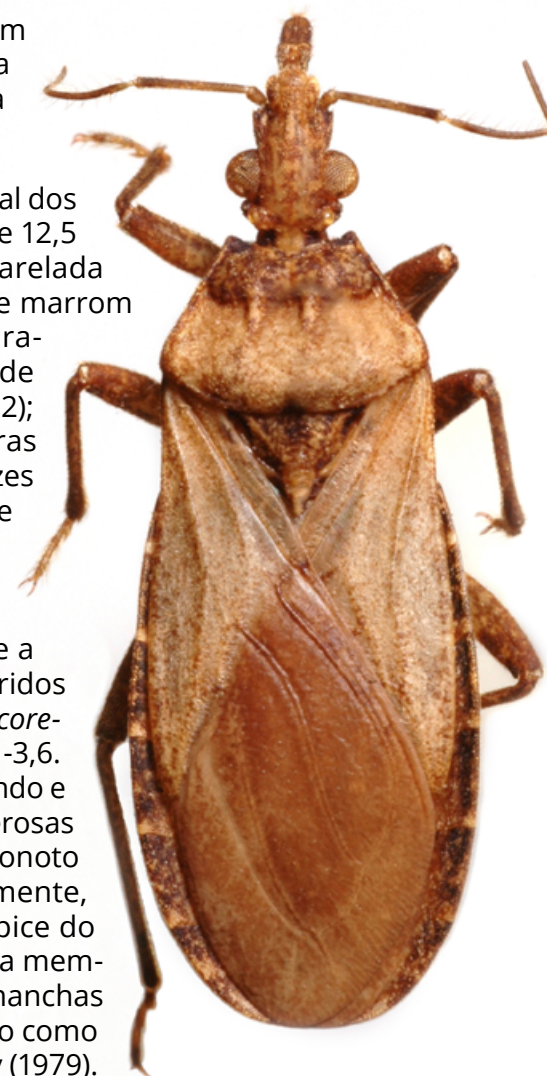 m
a
a
al dos
e 12,5
arelada
e marrom
ra-
de
2);
ras
zes
e
e a
ridos
core-
-3,6.
ndo e
erosas
onoto
mente,
pice do
a mem-
manchas
o como
(1979).